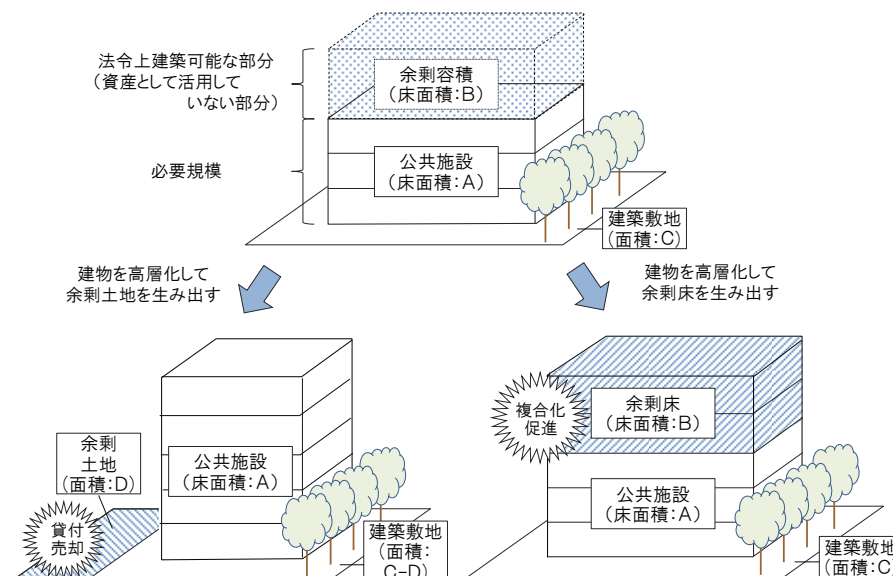 法令上建築可能な部分
（資産として活用して
いない部分）
余剰容積
（床面積：B）
必要規模
公共施設
（床面積：A）
建築敷地
（面積：C）
建物を高層化して
余剰土地を生み出す
建物を高層化して
余剰床を生み出す
余剰
土地
（面積：D）
公共施設
（床面積：A）
貸付
売却
建築敷地
（面積：
C-D）
複合化
促進
余剰床
（床面積：B）
公共施設
（床面積：A）
建築敷地
（面積：C）